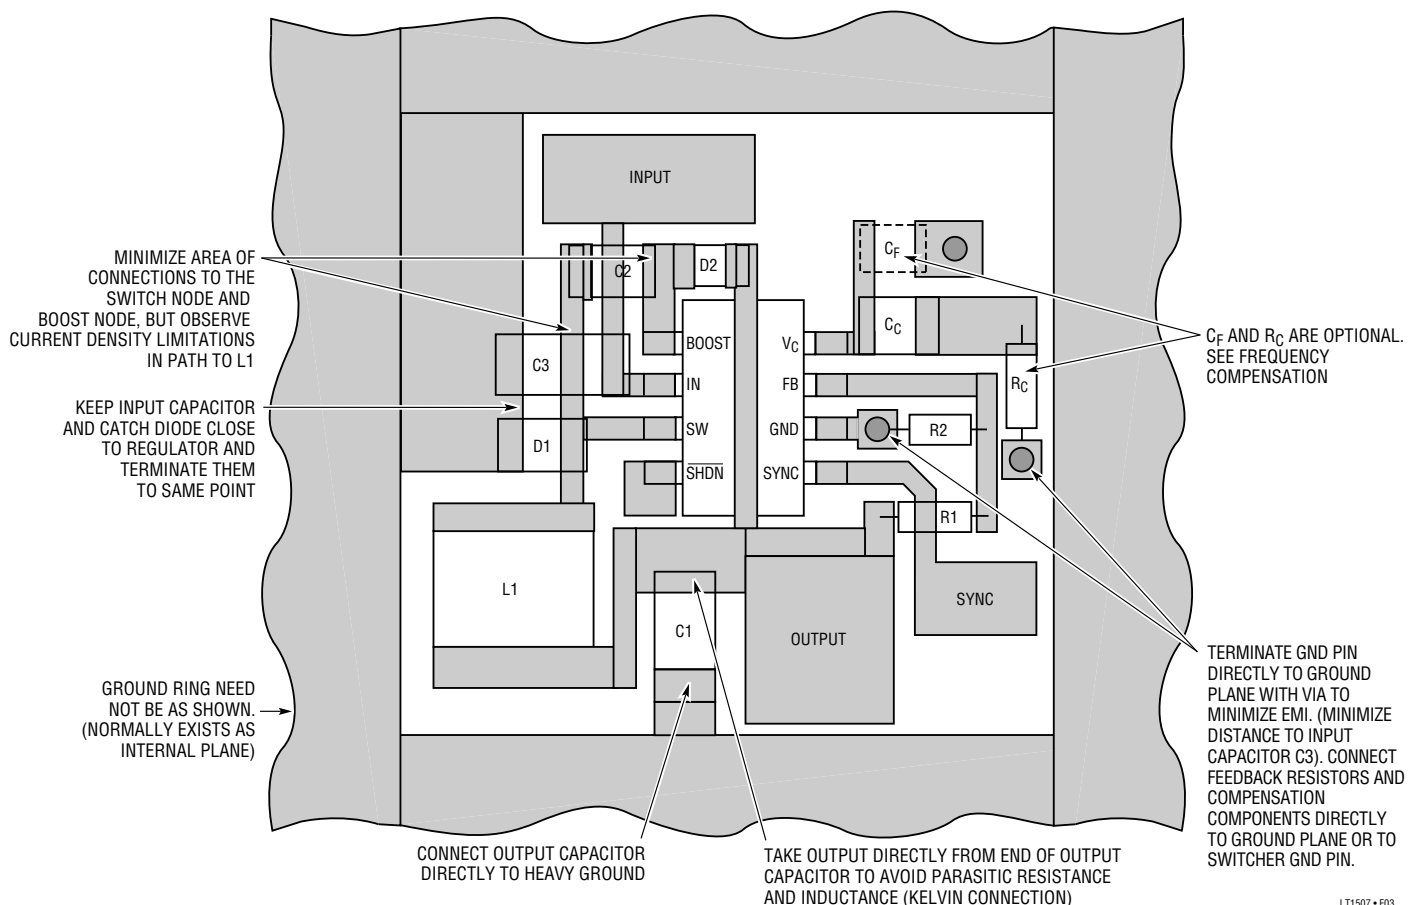 INPUT
MINIMIZE AREA OF
CONNECTIONS TO THE
SWITCH NODE AND
BOOST NODE, BUT OBSERVE
CURRENT DENSITY LIMITATIONS
IN PATH TO L1
C2
D2
CF
CC
CF AND RC ARE OPTIONAL.
SEE FREQUENCY
COMPENSATION
BOOST
VC
C3
IN
FB
RC
KEEP INPUT CAPACITOR
AND CATCH DIODE CLOSE
TO REGULATOR AND
TERMINATE THEM
TO SAME POINT
D1
SW
GND
R2
SHDN
SYNC
R1
L1
C1
OUTPUT
SYNC
GROUND RING NEED
NOT BE AS SHOWN.
(NORMALLY EXISTS AS
INTERNAL PLANE)
TERMINATE GND PIN
DIRECTLY TO GROUND
PLANE WITH VIA TO
MINIMIZE EMI. (MINIMIZE
DISTANCE TO INPUT
CAPACITOR C3). CONNECT
FEEDBACK RESISTORS AND
COMPENSATION
COMPONENTS DIRECTLY
TO GROUND PLANE OR TO
SWITCHER GND PIN.
CONNECT OUTPUT CAPACITOR
DIRECTLY TO HEAVY GROUND
TAKE OUTPUT DIRECTLY FROM END OF OUTPUT
CAPACITOR TO AVOID PARASITIC RESISTANCE
AND INDUCTANCE (KELVIN CONNECTION)
LT1507 • F03